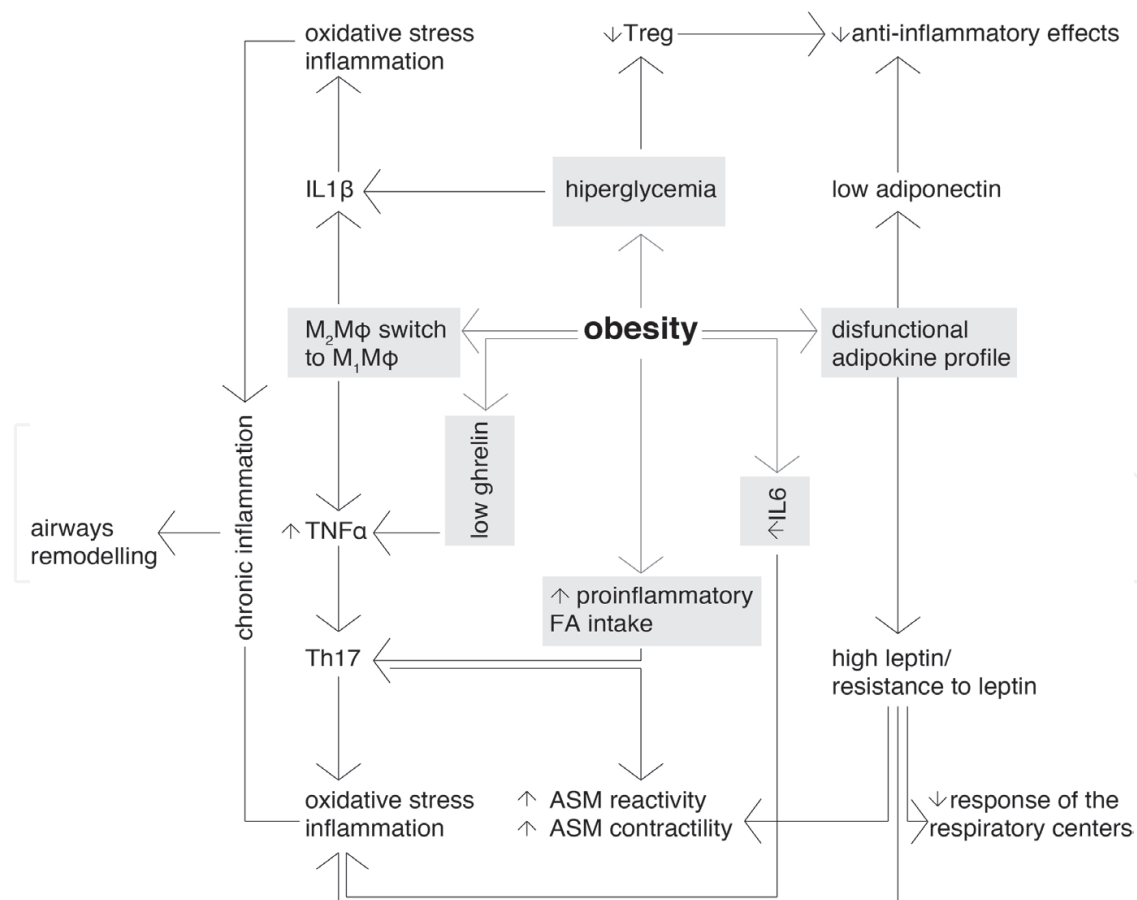 oxidative stress
inflammation
↓Treg
↓anti-inflammatory effects
IL1β
hiperglycemia
low adiponectin
M₂Mϕ switch
to M₁Mϕ
obesity
disfunctional
adipokine profile
low ghrelin
↑IL6
chronic inflammation
airways
remodelling
↑ TNFα
↑ proinflammatory
FA intake
Th17
high leptin/
resistance to leptin
oxidative stress
inflammation
↑ ASM reactivity
↑ ASM contractility
↓response of the
respiratory centers